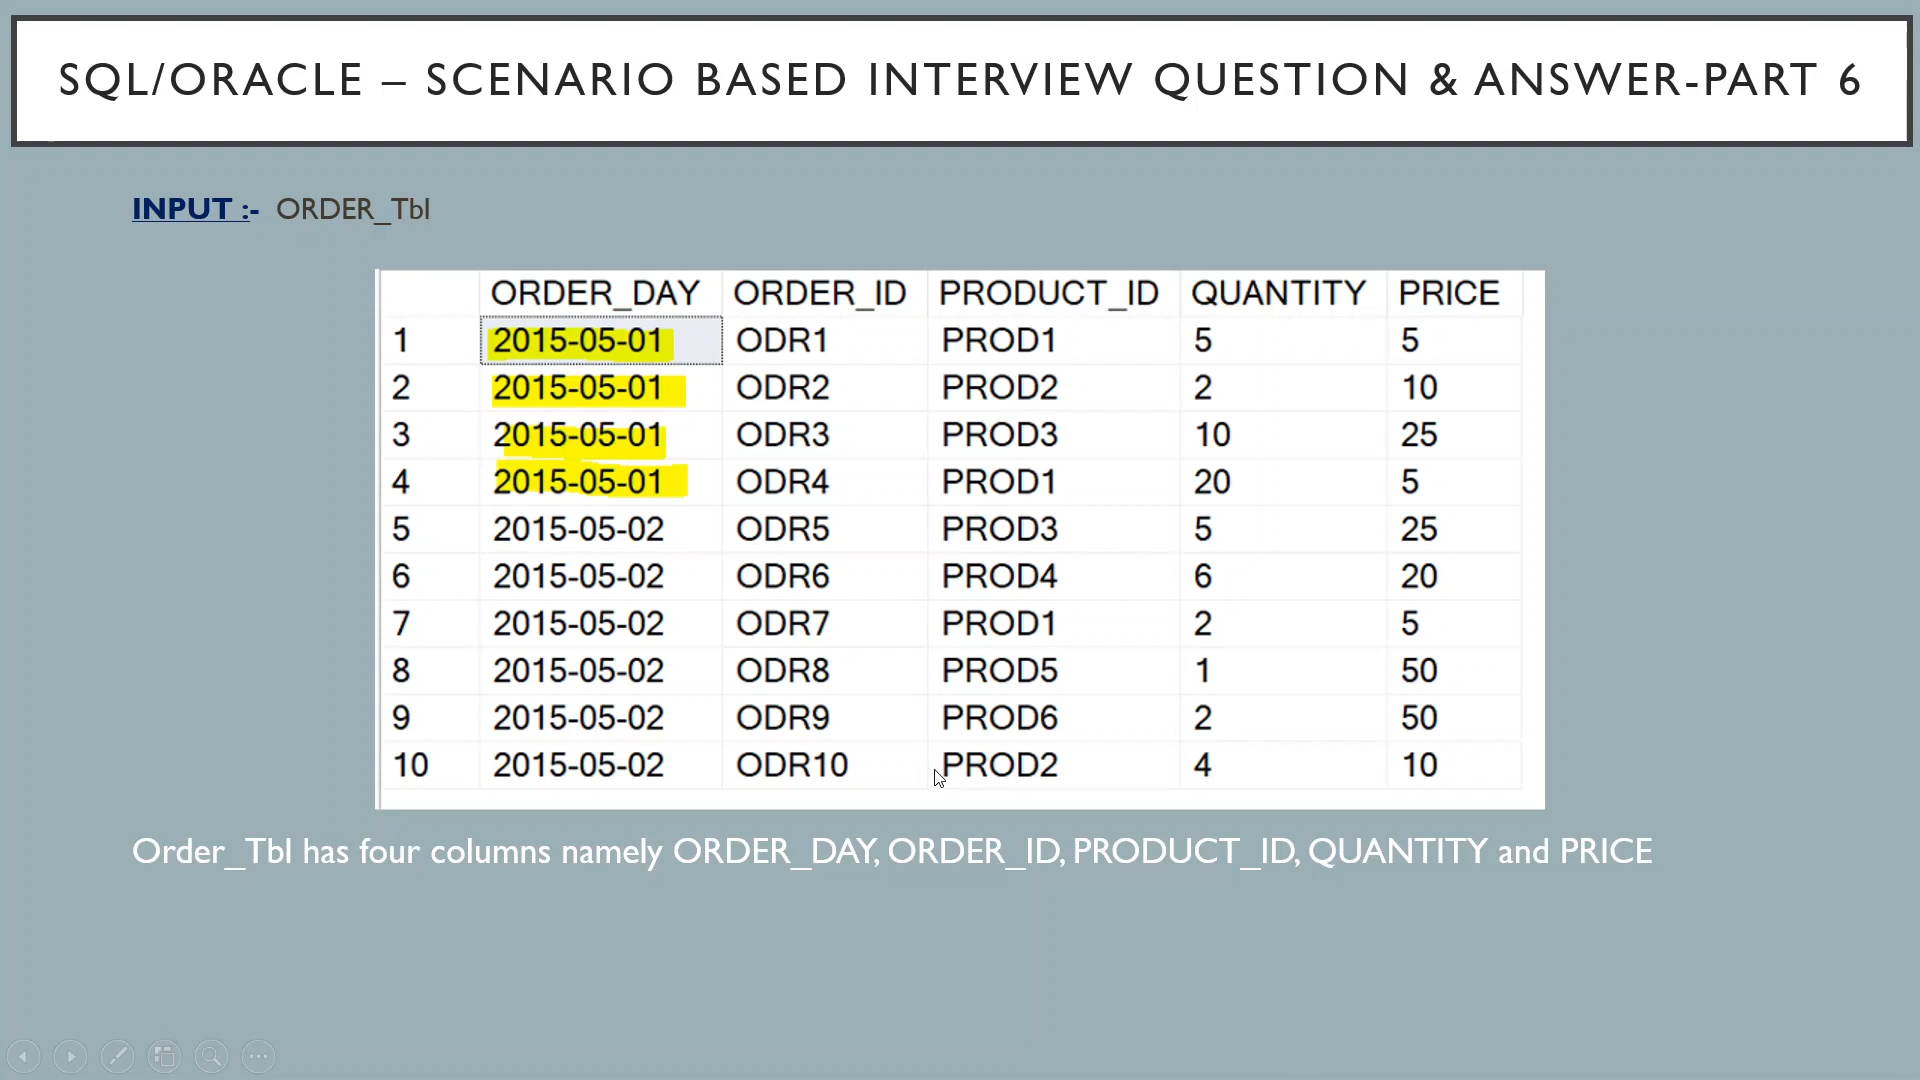 SQL/ORACLE – SCENARIO BASED INTERVIEW QUESTION & ANSWER-PART 6
INPUT :- ORDER_Tbl
ORDER_DAY ORDER_ID PRODUCT_ID QUANTITY PRICE
1 2015-05-01 ODR1 PROD1 5 5
2 2015-05-01 ODR2 PROD2 2 10
3 2015-05-01 ODR3 PROD3 10 25
4 2015-05-01 ODR4 PROD1 20 5
5 2015-05-02 ODR5 PROD3 5 25
6 2015-05-02 ODR6 PROD4 6 20
7 2015-05-02 ODR7 PROD1 2 5
8 2015-05-02 ODR8 PROD5 1 50
9 2015-05-02 ODR9 PROD6 2 50
10 2015-05-02 ODR10 PROD2 4 10
Order_Tbl has four columns namely ORDER_DAY, ORDER_ID, PRODUCT_ID, QUANTITY and PRICE